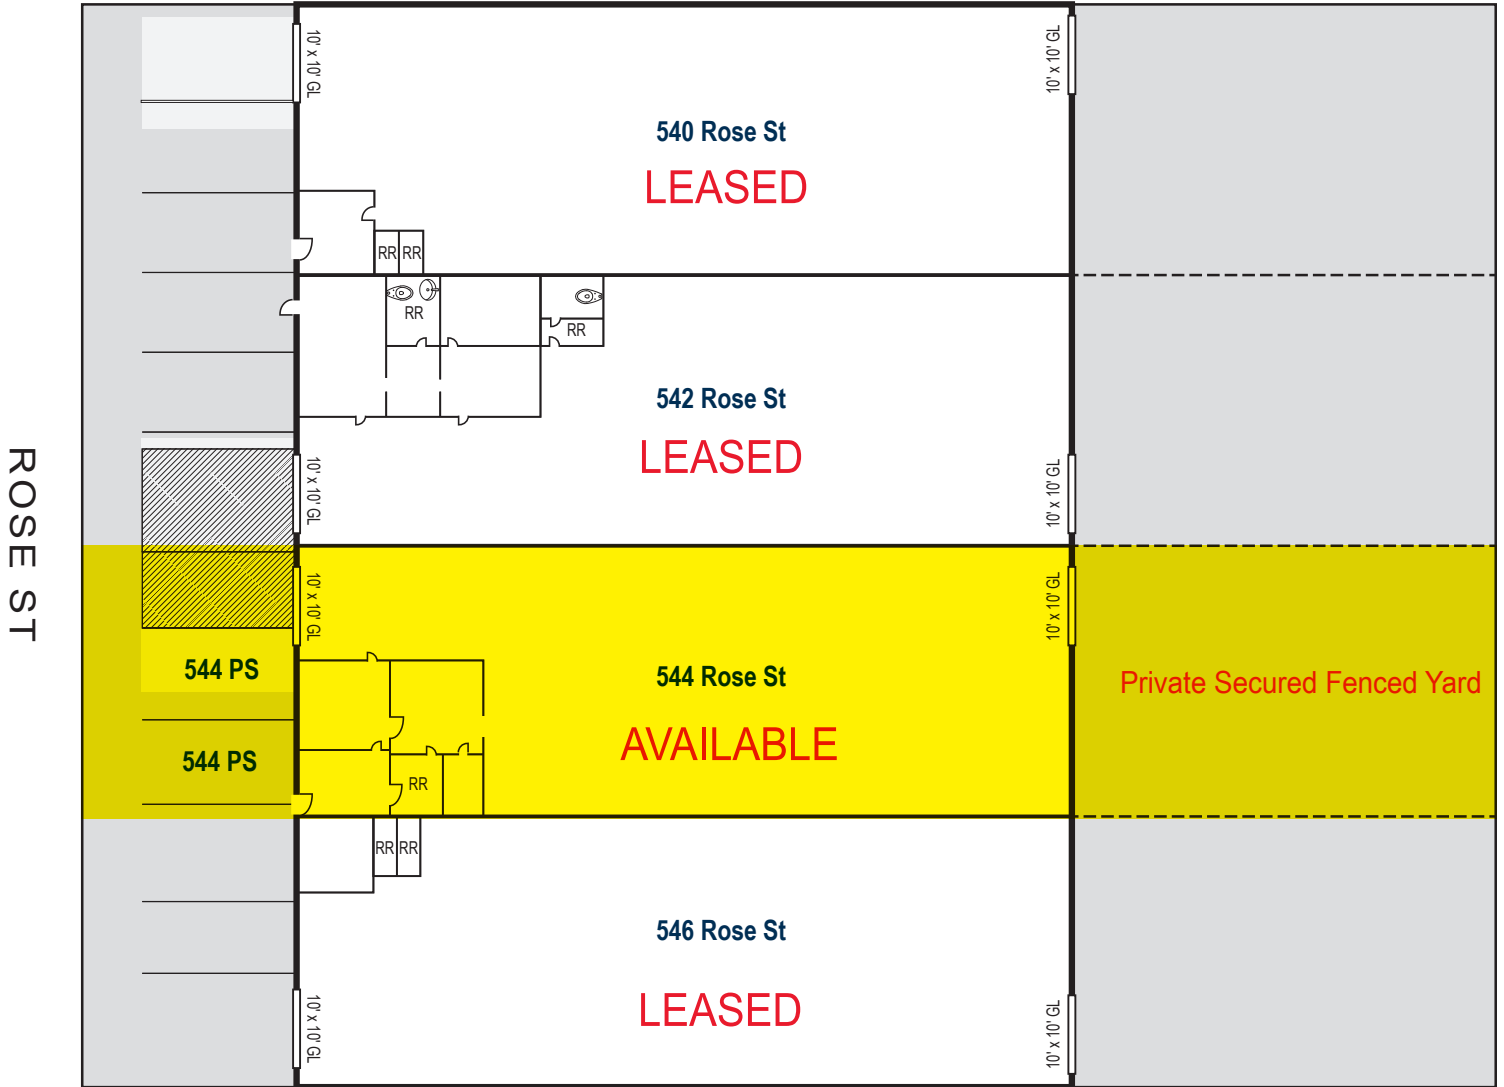 10' x 10' GL
10' x 10' GL
540 Rose St
LEASED
RR
RR
RR
RR
542 Rose St
LEASED
10' x 10' GL
10' x 10' GL
ROSE ST
10' x 10' GL
10' x 10' GL
544 PS
544 Rose St
Private Secured Fenced Yard
544 PS
AVAILABLE
RR
RR
RR
546 Rose St
LEASED
10' x 10' GL
10' x 10' GL